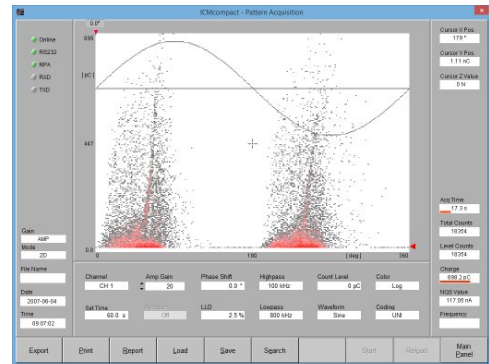 ICMcompact - Pattern Acquisition
0.0°
895
[pC]
447
0.0
0
180
[deg]
360
Online
RS232
RPA
RXD
TXD
Gain
AMP
Mode
2D
File Name
Date
2007-06-04
Time
09:07:02
Cursor X Pos.
179 °
Cursor Y Pos.
1.11 nC
Cursor Z Value
0 N
Acq Time
17.3 s
Total Counts
18354
Level Counts
18354
Charge
698.2 pC
NQS Value
117.05 nA
Frequency
Channel
CH 1
Amp Gain
20
Phase Shift
0.0 °
Highpass
100 kHz
Count Level
0 pC
Color
Log
Set Time
60.0 s
Off
LLD
2.5 %
Lowpass
800 kHz
Waveform
Sine
Coding
UNI
Export
Print
Report
Load
Save
Search
Start
Main
Panel